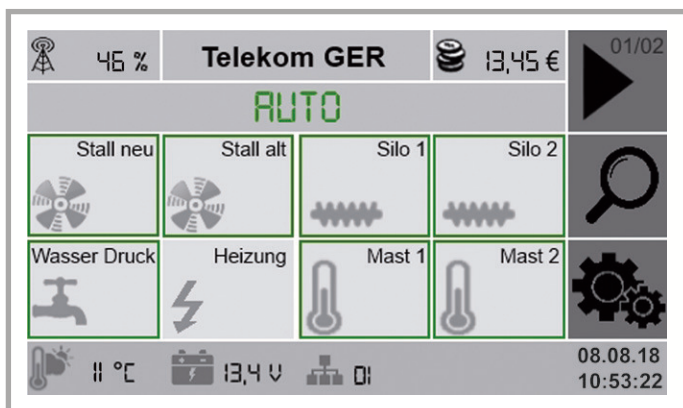 46 % Telekom GER 13,45 € 01/02
AUTO
Stall neu Stall alt Silo 1 Silo 2
Wasser Druck Heizung Mast 1 Mast 2
11 °C 13,4 V 01 08.08.18
10:53:22